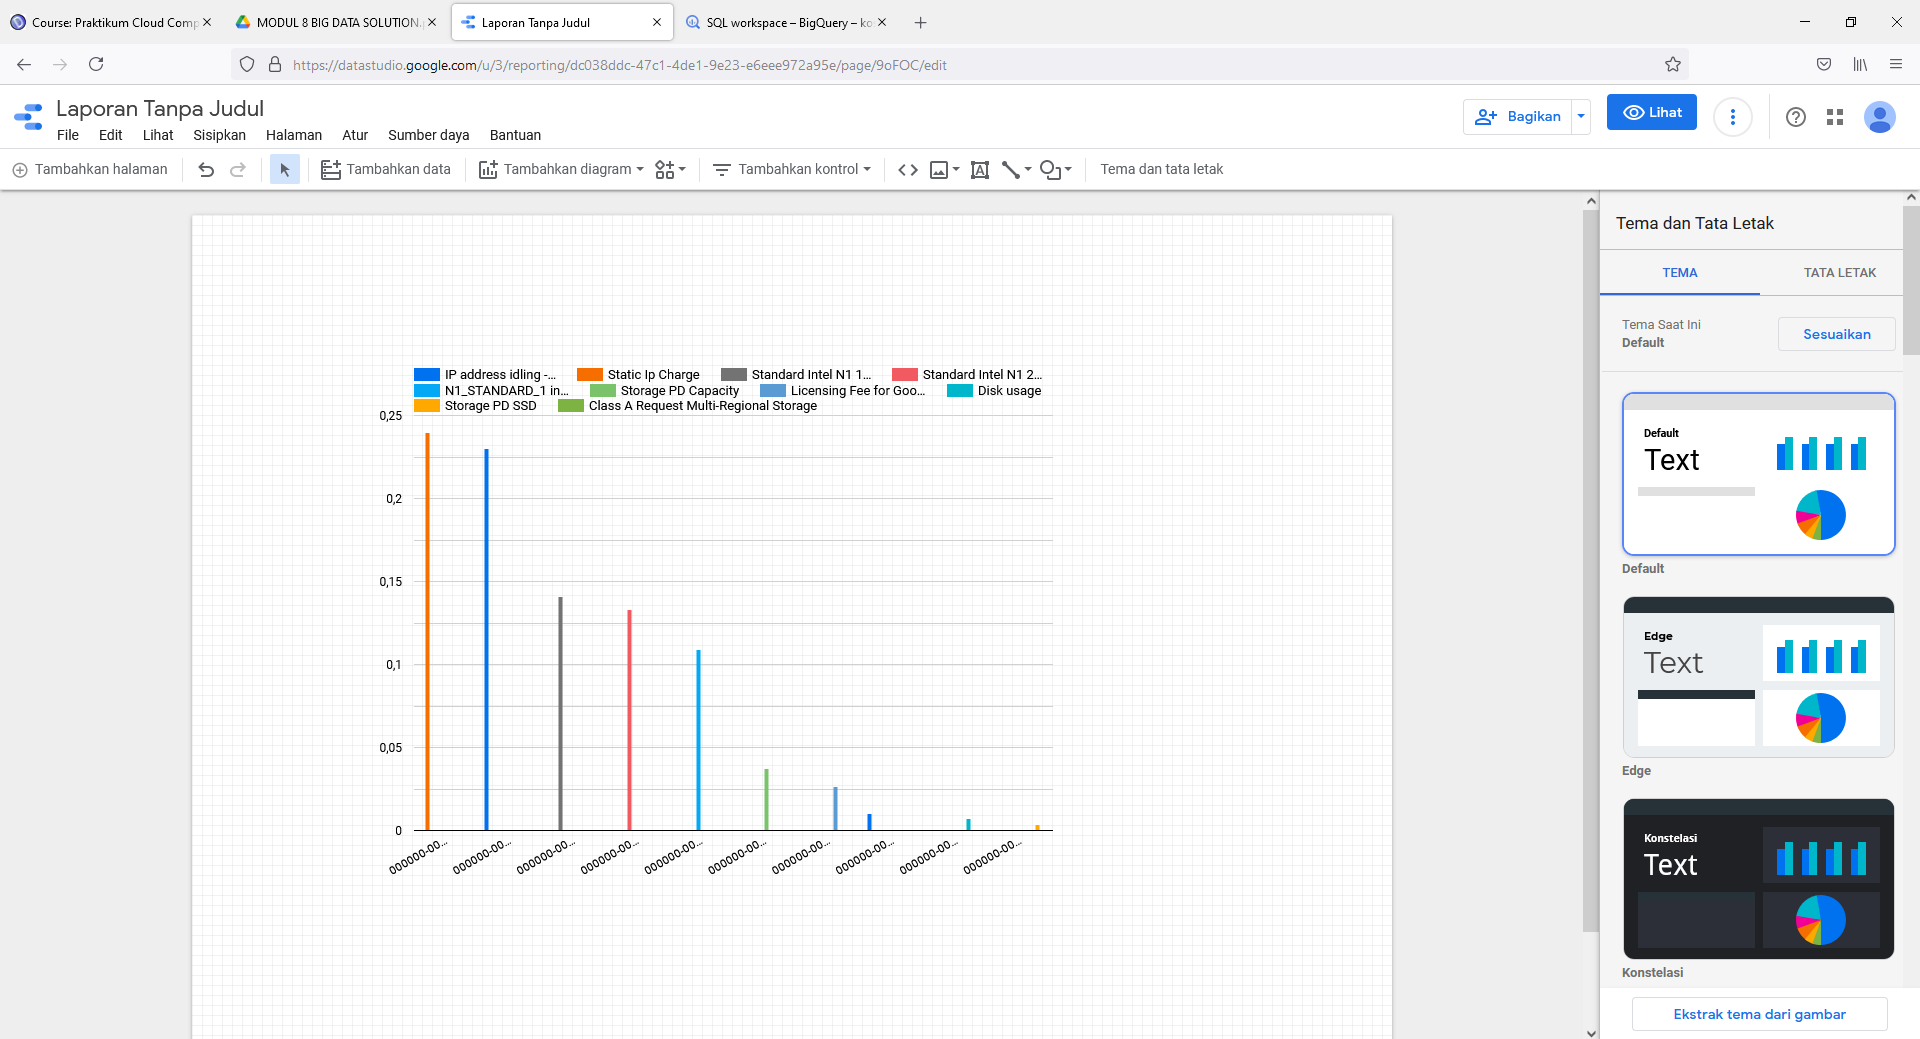 Course: Praktikum Cloud Comp
MODUL 8 BIG DATA SOLUTION.
Laporan Tanpa Judul
SQL workspace – BigQuery – ko
https://datastudio.google.com/u/3/reporting/dc038ddc-47c1-4de1-9e23-e6eee972a95e/page/9oFOC/edit
Laporan Tanpa Judul
File Edit Lihat Sisipkan Halaman Atur Sumber daya Bantuan
Bagikan
Lihat
Tambahkan halaman
Tambahkan data
Tambahkan diagram
Tambahkan kontrol
Tema dan tata letak
IP address idling -... Static Ip Charge Standard Intel N1 1... Standard Intel N1 2...
N1_STANDARD_1 in... Storage PD Capacity Licensing Fee for Goo... Disk usage
Storage PD SSD Class A Request Multi-Regional Storage
0,25
0,2
0,15
0,1
0,05
0
000000-00... 000000-00... 000000-00... 000000-00... 000000-00... 000000-00... 000000-00... 000000-00... 000000-00... 000000-00...
Tema dan Tata Letak
TEMA TATA LETAK
Tema Saat Ini
Default
Sesuaikan
Default
Text
Default
Edge
Text
Edge
Konstelasi
Text
Konstelasi
Ekstrak tema dari gambar